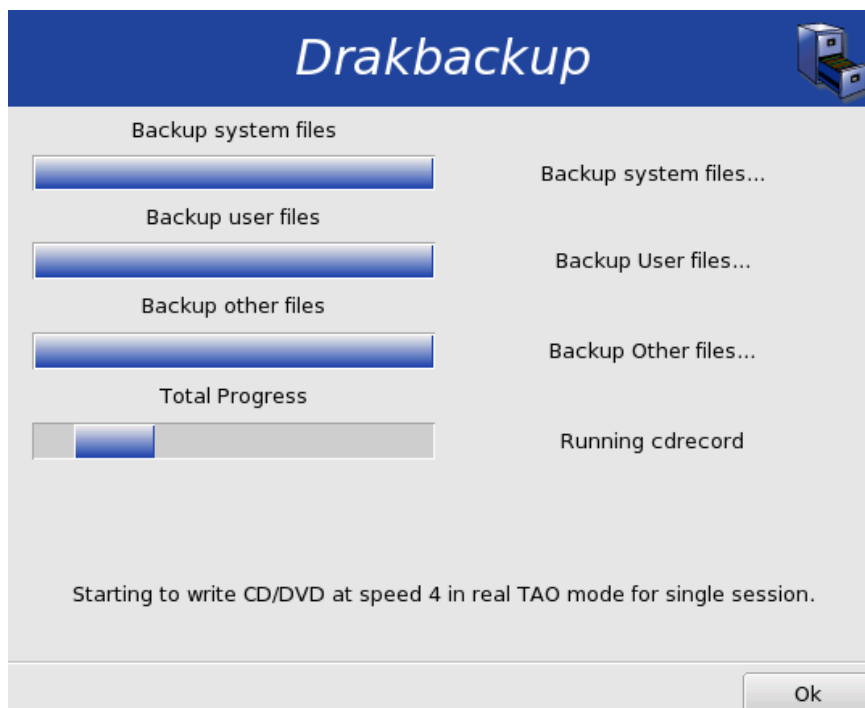 Drakbackup
Backup system files
Backup system files...
Backup user files
Backup User files...
Backup other files
Backup Other files...
Total Progress
Running cdrecord
Starting to write CD/DVD at speed 4 in real TAO mode for single session.
Ok